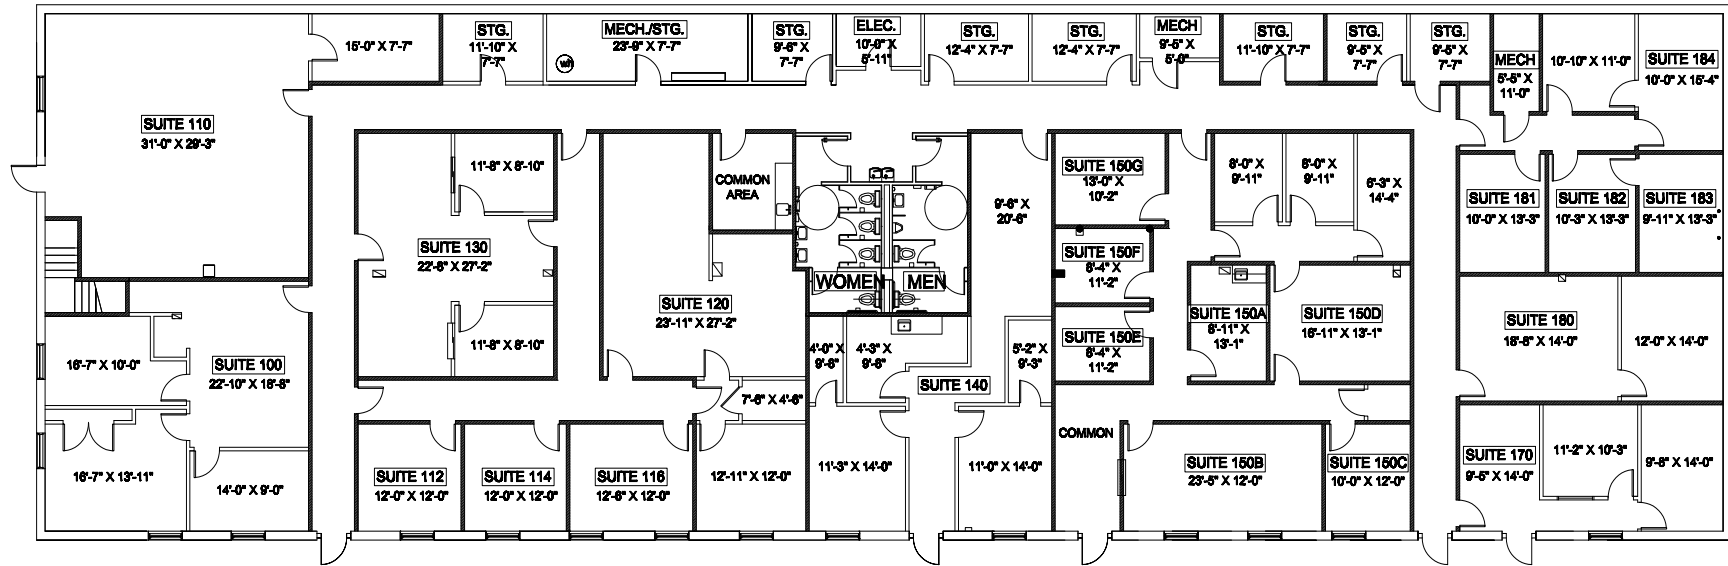 15'-0" X 7'-7"
STG.
11'-10" X
7'-7"
MECH./STG.
23'-9" X 7'-7"
WH
STG.
9'-6" X
7'-7"
ELEC.
10'-9" X
5'-11"
STG.
12'-4" X 7'-7"
STG.
12'-4" X 7'-7"
MECH
9'-5" X
5'-0"
STG.
11'-10" X 7'-7"
STG.
9'-5" X
7'-7"
STG.
9'-5" X
7'-7"
MECH
5'-5" X
11'-0"
10'-10" X 11'-0"
SUITE 184
10'-0" X 15'-4"
SUITE 110
31'-0" X 29'-3"
11'-8" X 8'-10"
COMMON
AREA
SUITE 130
22'-8" X 27'-2"
11'-8" X 8'-10"
SUITE 120
23'-11" X 27'-2"
WOMEN
MEN
9'-6" X
20'-6"
SUITE 150G
13'-0" X
10'-2"
SUITE 150F
8'-4" X
11'-2"
SUITE 150E
8'-4" X
11'-2"
8'-0" X
9'-11"
8'-0" X
9'-11"
6'-3" X
14'-4"
SUITE 150A
8'-11" X
13'-1"
SUITE 150D
16'-11" X 13'-1"
SUITE 181
10'-0" X 13'-3"
SUITE 182
10'-3" X 13'-3"
SUITE 183
9'-11" X 13'-3"
SUITE 180
18'-8" X 14'-0"
12'-0" X 14'-0"
16'-7" X 10'-0"
SUITE 100
22'-10" X 18'-8"
16'-7" X 13'-11"
14'-0" X 9'-0"
SUITE 112
12'-0" X 12'-0"
SUITE 114
12'-0" X 12'-0"
SUITE 116
12'-6" X 12'-0"
7'-6" X 4'-6"
12'-11" X 12'-0"
4'-0" X
9'-8"
4'-3" X
9'-8"
5'-2" X
9'-3"
SUITE 140
11'-3" X 14'-0"
11'-0" X 14'-0"
COMMON
SUITE 150B
23'-5" X 12'-0"
SUITE 150C
10'-0" X 12'-0"
SUITE 170
9'-5" X 14'-0"
11'-2" X 10'-3"
9'-8" X 14'-0"